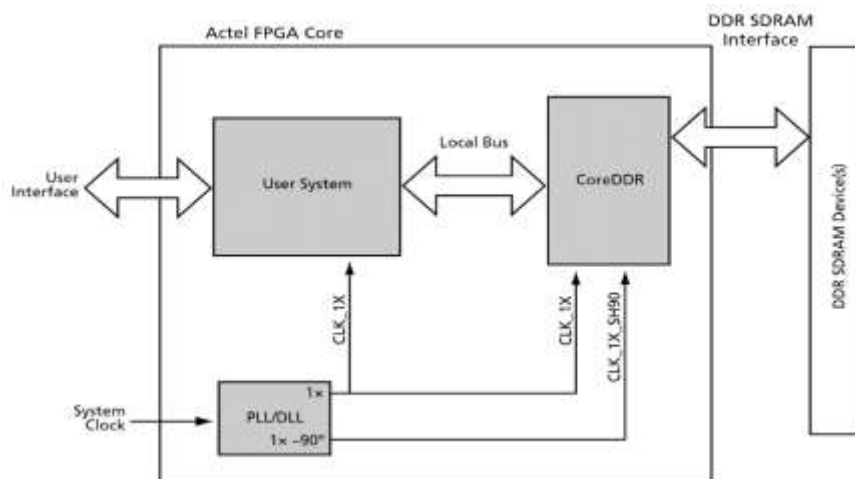 Actel FPGA Core
DDR SDRAM
Interface
User
Interface
User System
Local Bus
CoreDDR
DDR SDRAM Device(s)
CLK_1X
CLK_1X
CLK_1X_SH90
System
Clock
1×
PLL/DLL
1× –90°